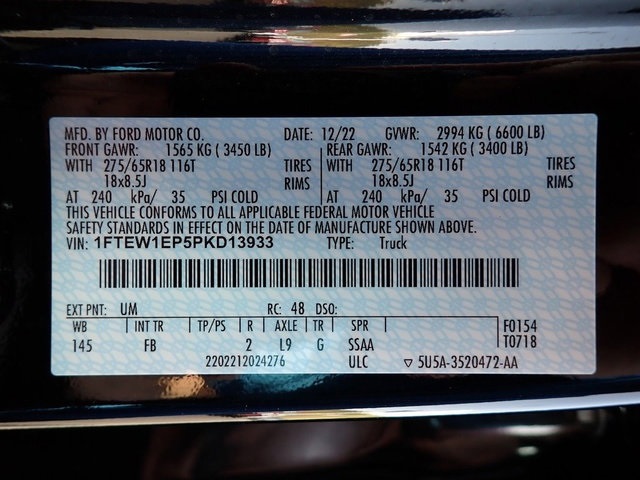 MFD. BY FORD MOTOR CO. DATE: 12/22 GVWR: 2994 KG ( 6600 LB)
FRONT GAWR: 1565 KG ( 3450 LB) REAR GAWR: 1542 KG ( 3400 LB)
WITH 275/65R18 116T TIRES WITH 275/65R18 116T TIRES
18x8.5J RIMS 18x8.5J RIMS
AT 240 kPa/ 35 PSI COLD AT 240 kPa/ 35 PSI COLD
THIS VEHICLE CONFORMS TO ALL APPLICABLE FEDERAL MOTOR VEHICLE
SAFETY STANDARDS IN EFFECT ON THE DATE OF MANUFACTURE SHOWN ABOVE.
VIN: 1FTEW1EP5PKD13933 TYPE: Truck
EXT PNT: UM RC: 48 DSO:
WB INT TR TP/PS R AXLE TR SPR F0154
145 FB 2 L9 G SSAA T0718
2202212024276 ULC ▽ 5U5A-3520472-AA